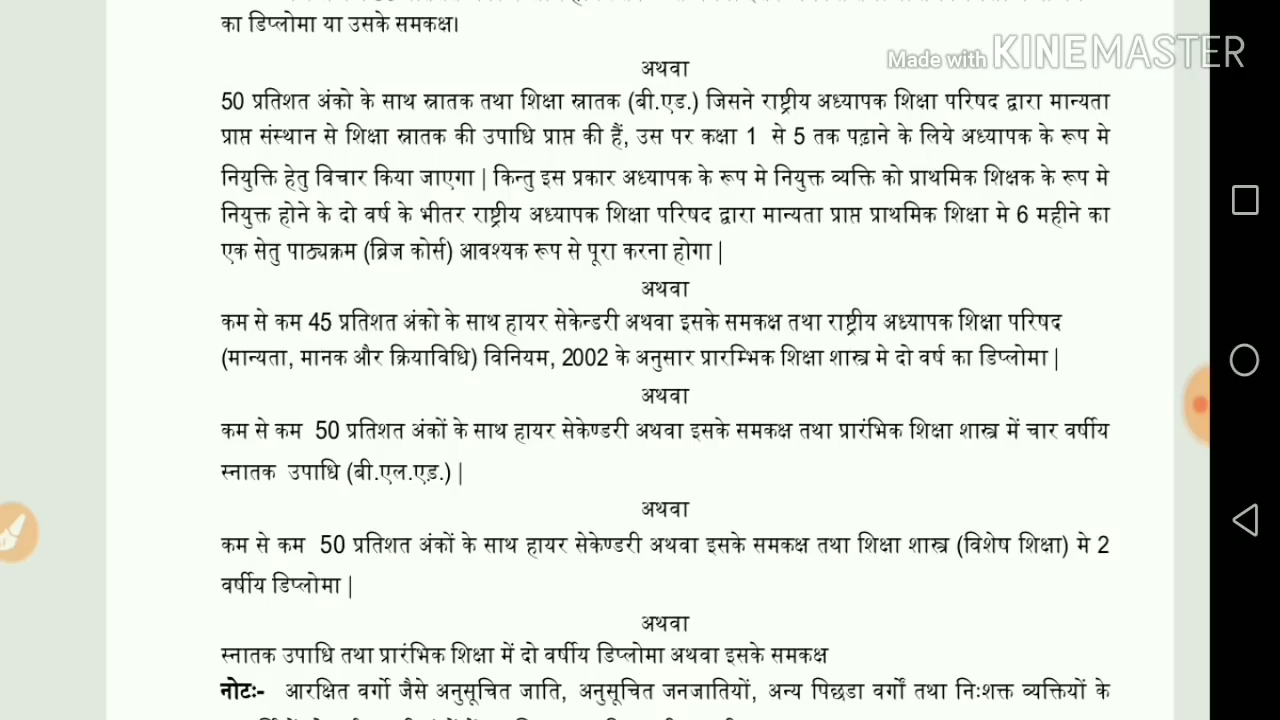 का डिप्लोमा या उसके समकक्ष।
Made with KINEMASTER
अथवा
50 प्रतिशत अंको के साथ स्नातक तथा शिक्षा स्नातक (बी.एड.) जिसने राष्ट्रीय अध्यापक शिक्षा परिषद द्वारा मान्यता
प्राप्त संस्थान से शिक्षा स्नातक की उपाधि प्राप्त की हैं, उस पर कक्षा 1 से 5 तक पढ़ाने के लिये अध्यापक के रूप मे
नियुक्ति हेतु विचार किया जाएगा | किन्तु इस प्रकार अध्यापक के रूप मे नियुक्त व्यक्ति को प्राथमिक शिक्षक के रूप मे
नियुक्त होने के दो वर्ष के भीतर राष्ट्रीय अध्यापक शिक्षा परिषद द्वारा मान्यता प्राप्त प्राथमिक शिक्षा मे 6 महीने का
एक सेतु पाठ्यक्रम (ब्रिज कोर्स) आवश्यक रूप से पूरा करना होगा |
अथवा
कम से कम 45 प्रतिशत अंको के साथ हायर सेकेन्डरी अथवा इसके समकक्ष तथा राष्ट्रीय अध्यापक शिक्षा परिषद
(मान्यता, मानक और क्रियाविधि) विनियम, 2002 के अनुसार प्रारम्भिक शिक्षा शास्त्र मे दो वर्ष का डिप्लोमा |
अथवा
कम से कम 50 प्रतिशत अंकों के साथ हायर सेकेण्डरी अथवा इसके समकक्ष तथा प्रारंभिक शिक्षा शास्त्र में चार वर्षीय
स्नातक उपाधि (बी.एल.एड़.) |
अथवा
कम से कम 50 प्रतिशत अंकों के साथ हायर सेकेण्डरी अथवा इसके समकक्ष तथा शिक्षा शास्त्र (विशेष शिक्षा) मे 2
वर्षीय डिप्लोमा |
अथवा
स्नातक उपाधि तथा प्रारंभिक शिक्षा में दो वर्षीय डिप्लोमा अथवा इसके समकक्ष
नोटः- आरक्षित वर्गो जैसे अनुसूचित जाति, अनुसूचित जनजातियों, अन्य पिछडा वर्गों तथा निःशक्त व्यक्तियों के